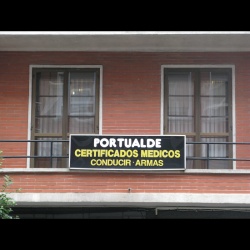 PORTUALDE
CERTIFICADOS MEDICOS
CONDUCIR - ARMAS